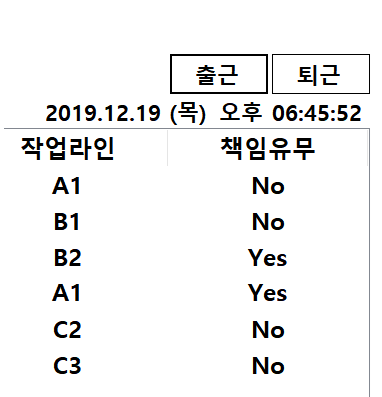 출근 퇴근
2019.12.19 (목) 오후 06:45:52
작업라인 책임유무
A1 No
B1 No
B2 Yes
A1 Yes
C2 No
C3 No